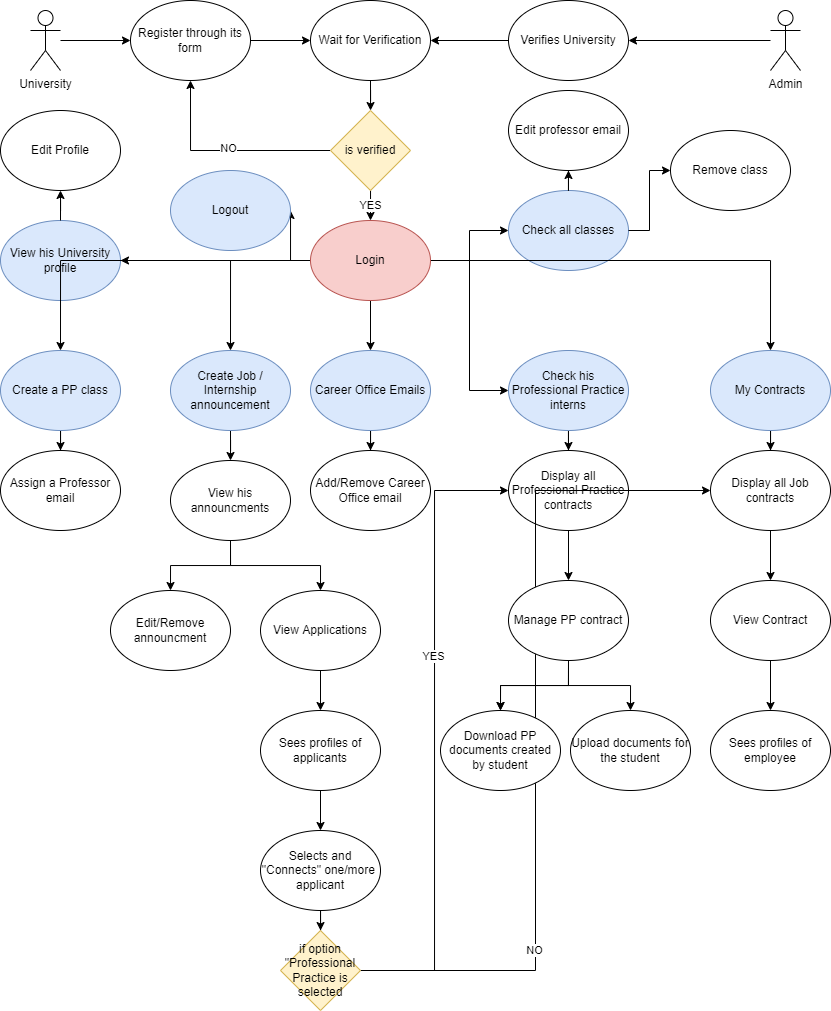 Register through its
form
Wait for Verification
Verifies University
University
Admin
Edit Profile
NO
is verified
Edit professor email
Remove class
YES
Logout
View his University
profile
Login
Check all classes
Create a PP class
Create Job /
Internship
announcement
Career Office Emails
Check his
Professional Practice
interns
My Contracts
Assign a Professor
email
View his
announcments
Add/Remove Career
Office email
Display all
Professional Practice
contracts
Display all Job
contracts
Edit/Remove
announcment
View Applications
Manage PP contract
View Contract
YES
Sees profiles of
applicants
Download PP
documents created
by student
Upload documents for
the student
Sees profiles of
employee
Selects and
"Connects" one/more
applicant
if option
"Professional
Practice is
selected
NO